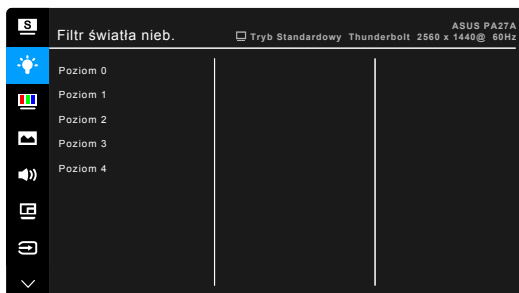 S
Filtr światła nieb.
ASUS PA27A
Tryb Standardowy Thunderbolt 2560 x 1440@ 60Hz
Poziom 0
Poziom 1
Poziom 2
Poziom 3
Poziom 4